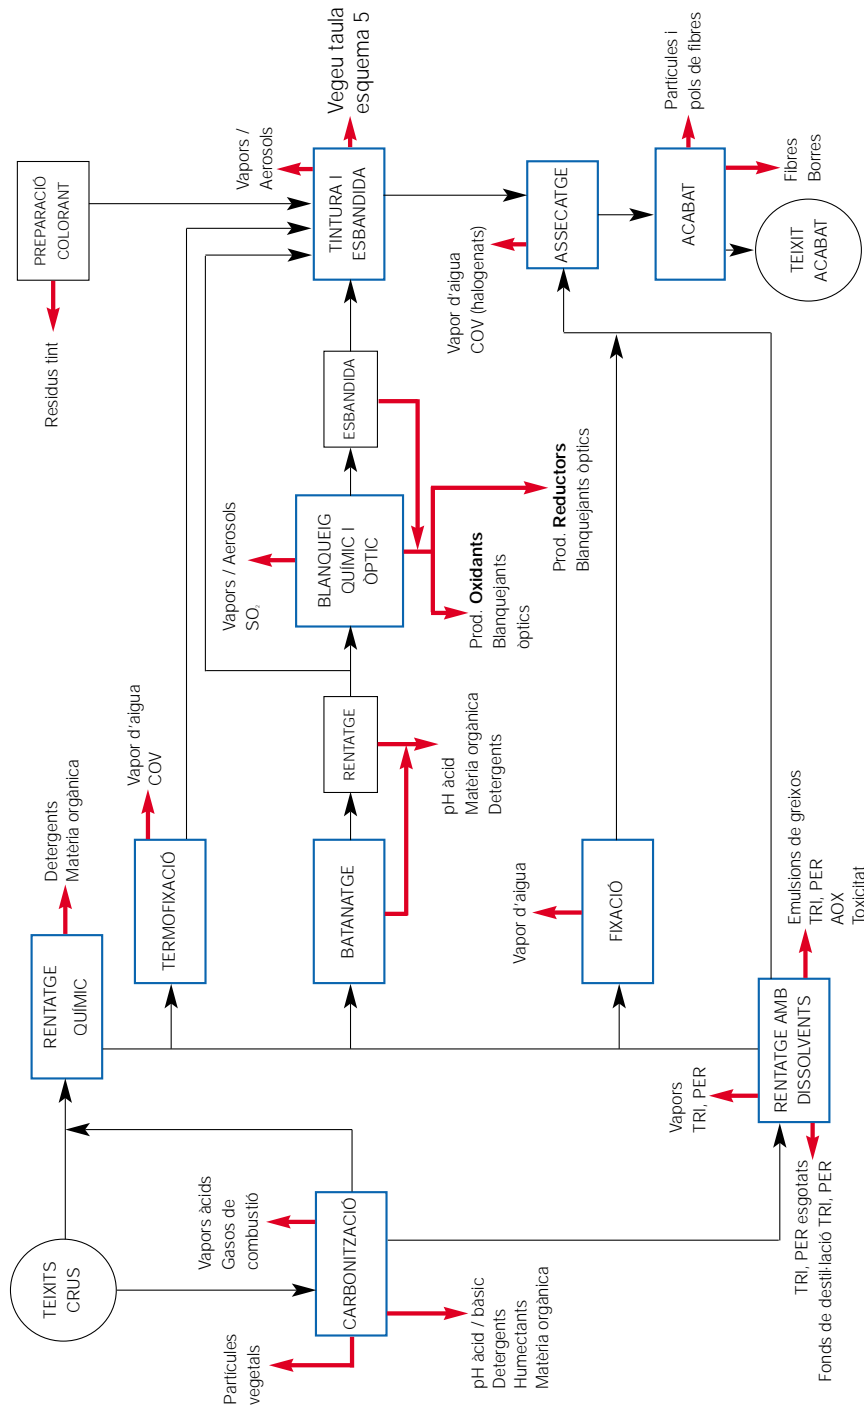 TEIXITS
CRUS
Partícules
vegetals
Vapors àcids
Gasos de
combustió
CARBONITZACIÓ
pH àcid / bàsic
Detergents
Humectants
Matèria orgànica
RENTATGE
QUÍMIC
Detergents
Matèria orgànica
TERMOFIXACIÓ
Vapor d'aigua
COV
BATANATGE
RENTATGE
pH àcid
Matèria orgànica
Detergents
Vapor d'aigua
FIXACIÓ
Vapors
TRI, PER
RENTATGE AMB
DISSOLVENTS
TRI, PER esgotats
Fonds de destil·lació TRI, PER
Emulsions de greixos
TRI, PER
AOX
Toxicitat
Vapors / Aerosols
SO2
BLANQUEIG
QUÍMIC I
ÒPTIC
ESBANDIDA
Prod. Oxidants
Blanquejants
òptics
Prod. Reductors
Blanquejants òptics
Residus tint
PREPARACIÓ
COLORANT
Vapors /
Aerosols
TINTURA I
ESBANDIDA
Vegeu taula
esquema 5
Vapor d'aigua
COV (halogenats)
ASSECATGE
ACABAT
Partícules i
pols de fibres
Fibres
Borres
TEIXIT
ACABAT